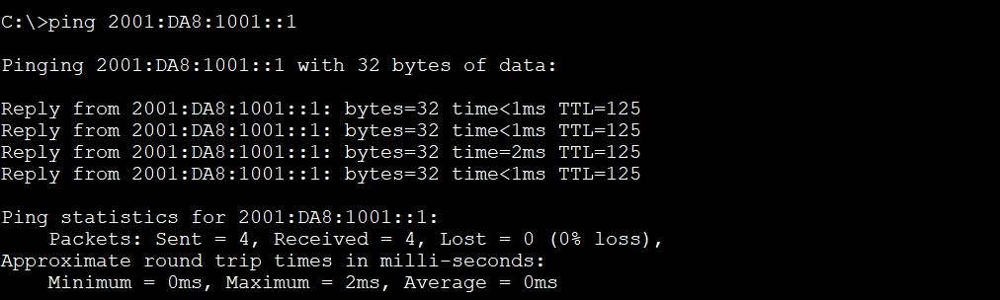 C:\>ping 2001:DA8:1001::1
Pinging 2001:DA8:1001::1 with 32 bytes of data:
Reply from 2001:DA8:1001::1: bytes=32 time<1ms TTL=125
Reply from 2001:DA8:1001::1: bytes=32 time<1ms TTL=125
Reply from 2001:DA8:1001::1: bytes=32 time=2ms TTL=125
Reply from 2001:DA8:1001::1: bytes=32 time<1ms TTL=125
Ping statistics for 2001:DA8:1001::1:
    Packets: Sent = 4, Received = 4, Lost = 0 (0% loss),
Approximate round trip times in milli-seconds:
    Minimum = 0ms, Maximum = 2ms, Average = 0ms